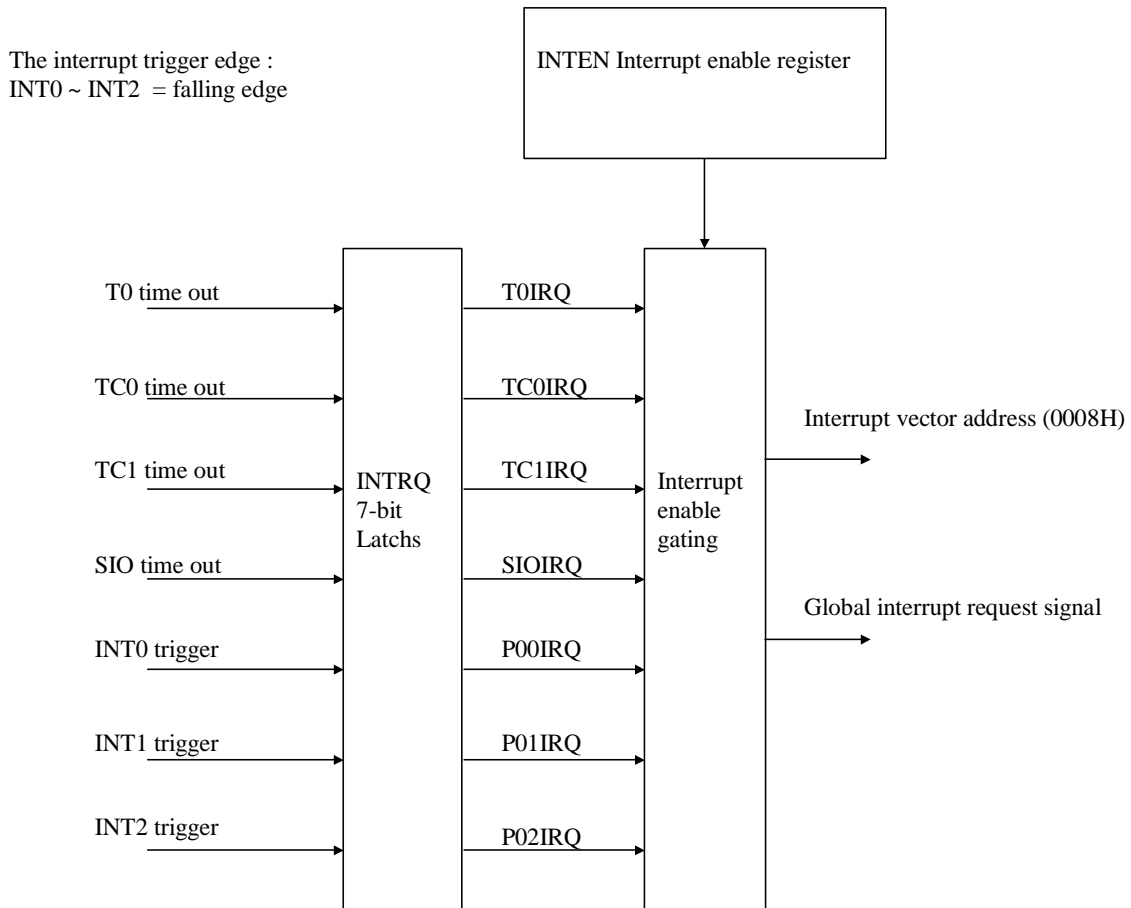 The interrupt trigger edge :
INT0 ~ INT2 = falling edge
INTEN Interrupt enable register
T0 time out
T0IRQ
TC0 time out
TC0IRQ
Interrupt vector address (0008H)
TC1 time out
INTRQ
7-bit
Latchs
TC1IRQ
Interrupt
enable
gating
SIO time out
SIOIRQ
Global interrupt request signal
INT0 trigger
P00IRQ
INT1 trigger
P01IRQ
INT2 trigger
P02IRQ